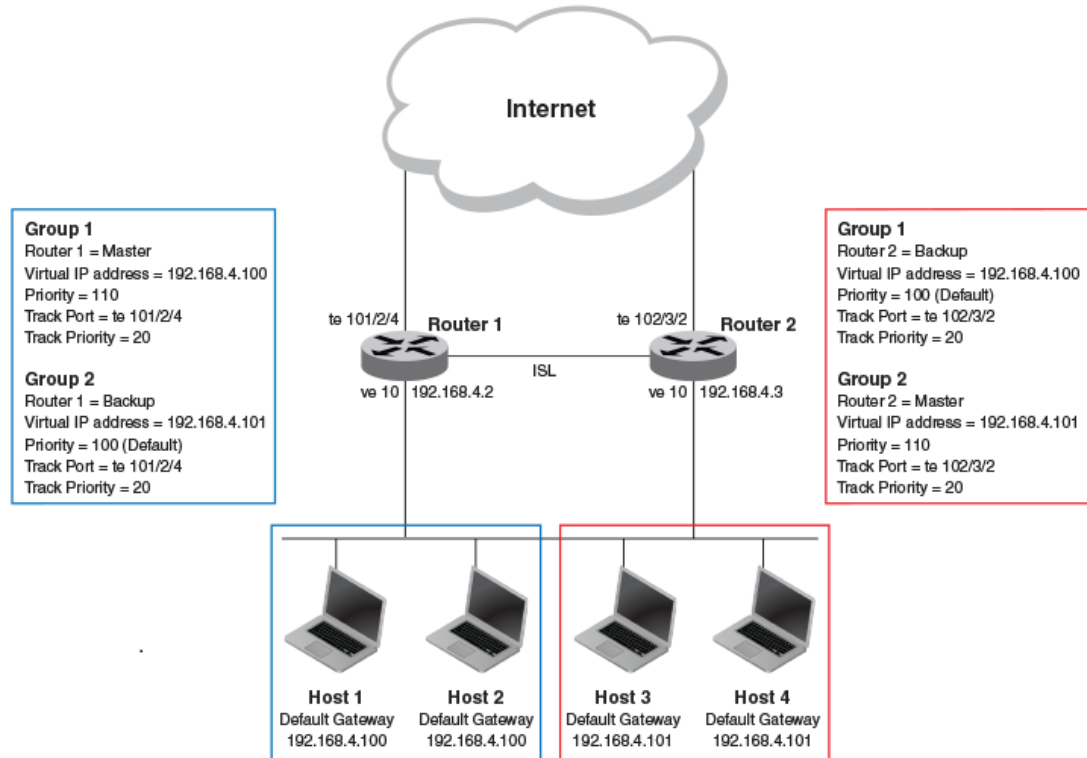 Internet
Group 1
Router 1 = Master
Virtual IP address = 192.168.4.100
Priority = 110
Track Port = te 101/2/4
Track Priority = 20
Group 2
Router 1 = Backup
Virtual IP address = 192.168.4.101
Priority = 100 (Default)
Track Port = te 101/2/4
Track Priority = 20
Group 1
Router 2 = Backup
Virtual IP address = 192.168.4.100
Priority = 100 (Default)
Track Port = te 102/3/2
Track Priority = 20
Group 2
Router 2 = Master
Virtual IP address = 192.168.4.101
Priority = 110
Track Port = te 102/3/2
Track Priority = 20
te 101/2/4
Router 1
te 102/3/2
Router 2
ISL
ve 10
192.168.4.2
ve 10
192.168.4.3
Host 1
Default Gateway
192.168.4.100
Host 2
Default Gateway
192.168.4.100
Host 3
Default Gateway
192.168.4.101
Host 4
Default Gateway
192.168.4.101